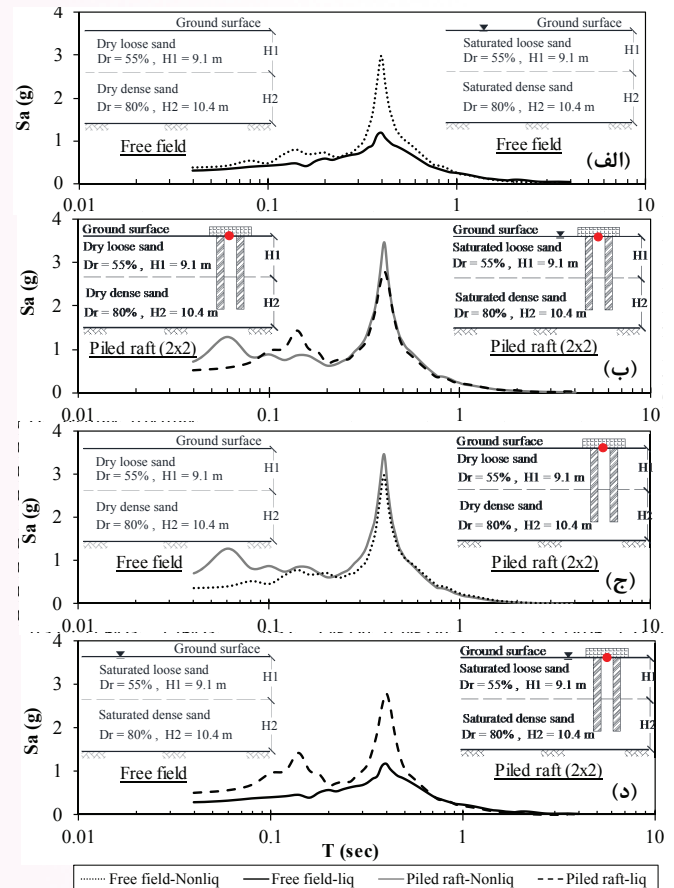 Ground surface
Dry loose sand
Dr = 55% , H1 = 9.1 m
H1
Dry dense sand
Dr = 80% , H2 = 10.4 m
H2
Free field
Ground surface
Saturated loose sand
Dr = 55% , H1 = 9.1 m
H1
Saturated dense sand
Dr = 80% , H2 = 10.4 m
H2
Free field
(الف)
Sa (g)
4
3
2
1
0
0.01
0.1
1
10
Ground surface
Dry loose sand
Dr = 55% , H1 = 9.1 m
H1
Dry dense sand
Dr = 80% , H2 = 10.4 m
H2
Piled raft (2x2)
Ground surface
Saturated loose sand
Dr = 55% , H1 = 9.1 m
H1
Saturated dense sand
Dr = 80% , H2 = 10.4 m
H2
Piled raft (2x2)
(ب)
Sa (g)
4
3
2
1
0
0.01
0.1
1
10
Ground surface
Dry loose sand
Dr = 55% , H1 = 9.1 m
H1
Dry dense sand
Dr = 80% , H2 = 10.4 m
H2
Free field
Ground surface
Dry loose sand
Dr = 55% , H1 = 9.1 m
H1
Dry dense sand
Dr = 80% , H2 = 10.4 m
H2
Piled raft (2x2)
(ج)
Sa (g)
4
3
2
1
0
0.01
0.1
1
10
Ground surface
Saturated loose sand
Dr = 55% , H1 = 9.1 m
H1
Saturated dense sand
Dr = 80% , H2 = 10.4 m
H2
Free field
Ground surface
Saturated loose sand
Dr = 55% , H1 = 9.1 m
H1
Saturated dense sand
Dr = 80% , H2 = 10.4 m
H2
Piled raft (2x2)
(د)
Sa (g)
4
3
2
1
0
0.01
0.1
1
10
T (sec)
Free field-Nonliq
Free field-liq
Piled raft-Nonliq
Piled raft-liq